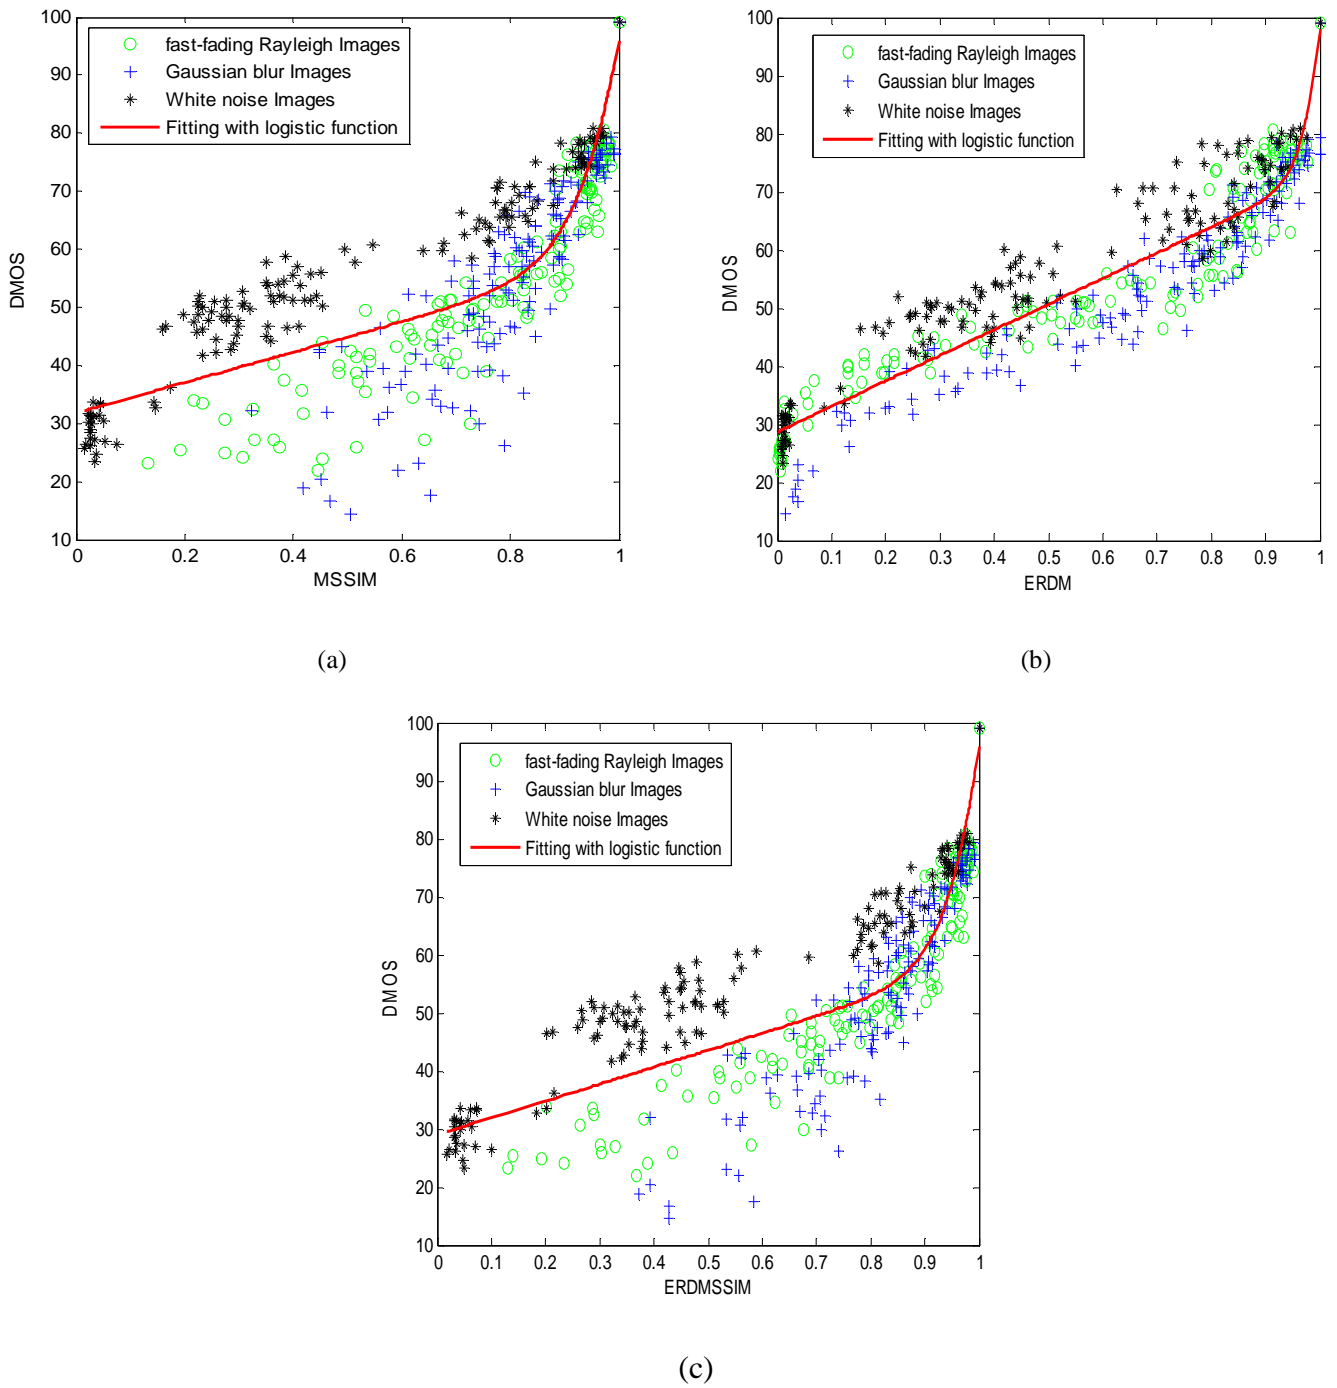 100
90
80
70
60
50
40
30
20
10
DMOS
fast-fading Rayleigh Images
Gaussian blur Images
White noise Images
Fitting with logistic function
0 0.2 0.4 0.6 0.8 1
MSSIM
(a)
100
90
80
70
60
50
40
30
20
10
DMOS
fast-fading Rayleigh Images
Gaussian blur Images
White noise Images
Fitting with logistic function
0 0.1 0.2 0.3 0.4 0.5 0.6 0.7 0.8 0.9 1
ERDM
(b)
100
90
80
70
60
50
40
30
20
10
DMOS
fast-fading Rayleigh Images
Gaussian blur Images
White noise Images
Fitting with logistic function
0 0.1 0.2 0.3 0.4 0.5 0.6 0.7 0.8 0.9 1
ERDMSSIM
(c)